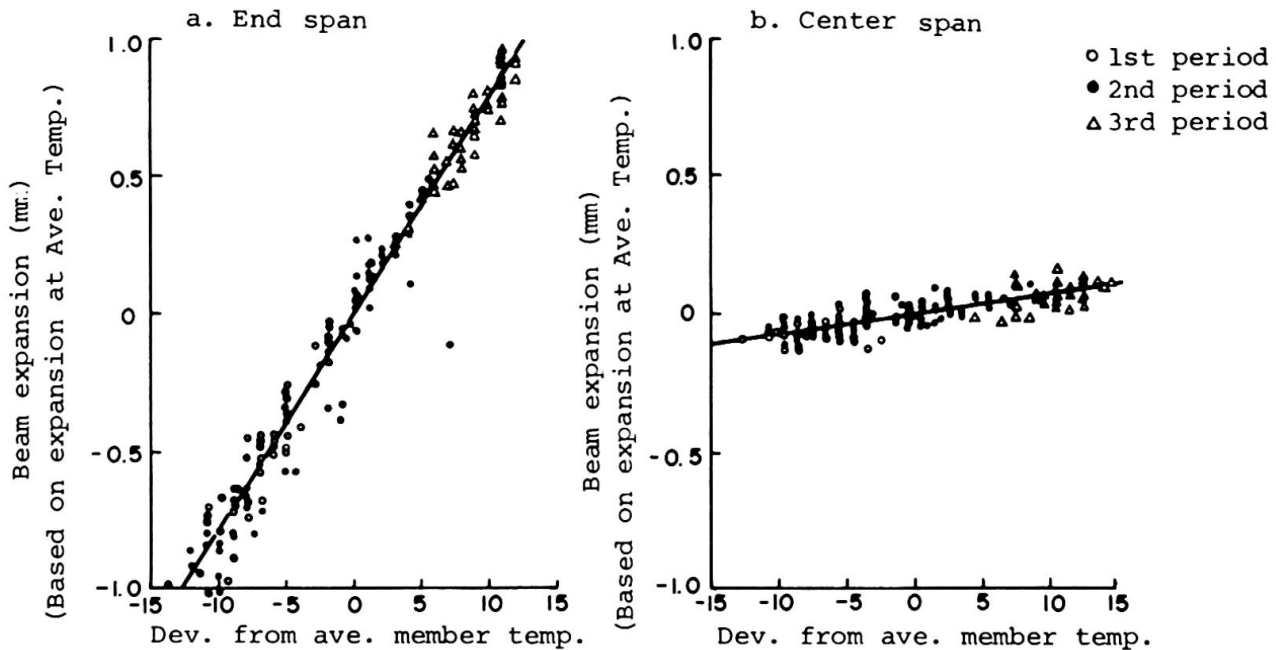 a. End span
b. Center span
1st period
2nd period
3rd period
Beam expansion (mm)
(Based on expansion at Ave. Temp.)
1.0
0.5
0
-0.5
-1.0
-15 -10 -5 0 5 10 15
Dev. from ave. member temp.
Beam expansion (mm)
(Based on expansion at Ave. Temp.)
1.0
0.5
0
-0.5
-1.0
-15 -10 -5 0 5 10 15
Dev. from ave. member temp.